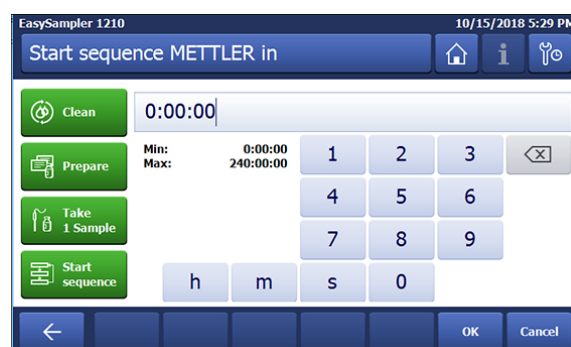 EasySampler 1210
10/15/2018 5:29 PM
Start sequence METTLER in
i
Clean
0:00:00
Min: 0:00:00
Max: 240:00:00
1 2 3
Prepare
4 5 6
Take
1 Sample
7 8 9
Start
sequence
h m s 0
OK Cancel